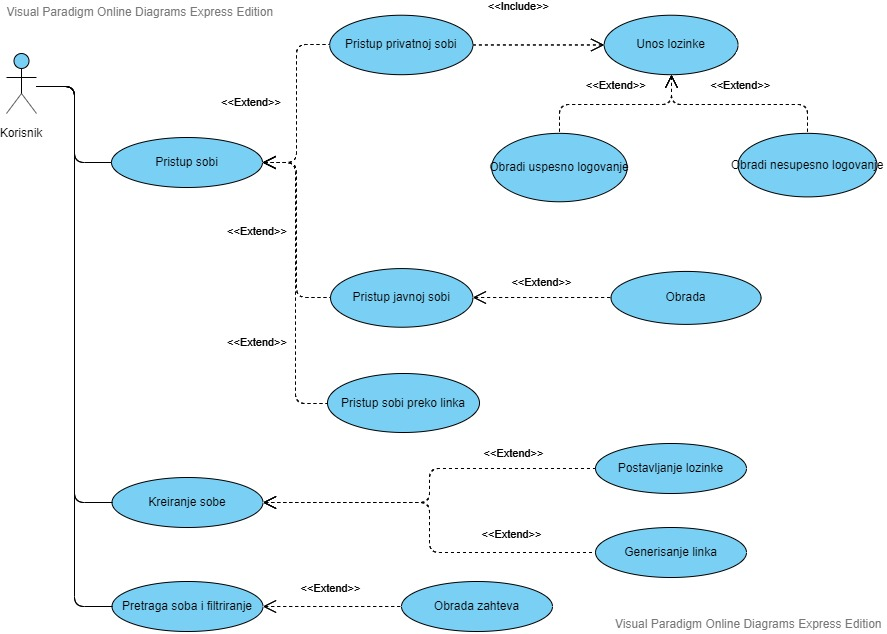 Visual Paradigm Online Diagrams Express Edition
<<Include>>
Pristup privatnoj sobi
Unos lozinke
<<Extend>>
<<Extend>>
<<Extend>>
Korisnik
Pristup sobi
Obradi uspesno logovanje
Obradi nesupesno logovanje
<<Extend>>
<<Extend>>
Pristup javnoj sobi
Obrada
<<Extend>>
Pristup sobi preko linka
<<Extend>>
Postavljanje lozinke
Kreiranje sobe
<<Extend>>
Generisanje linka
<<Extend>>
Pretraga soba i filtriranje
Obrada zahteva
Visual Paradigm Online Diagrams Express Edition